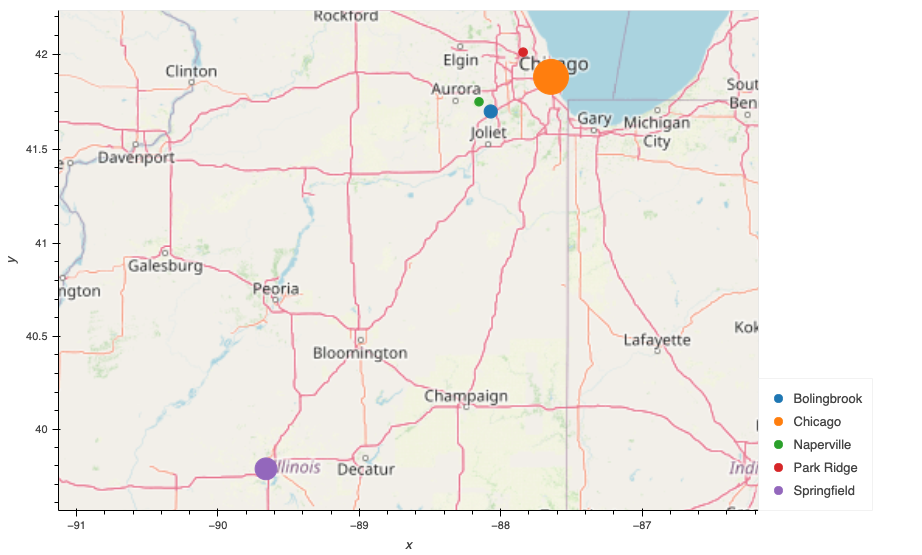 Rockford
42
Elgin
Chicago
Clinton
Aurora
Sout
Ben
Gary
Michigan
City
Joliet
41.5
Davenport
41
Galesburg
Peoria
ngton
40.5
Bloomington
Lafayette
Kok
Champaign
40
Illinois
Decatur
Indi
Bolingbrook
Chicago
Naperville
Park Ridge
Springfield
−91
−90
−89
−88
−87
x
y